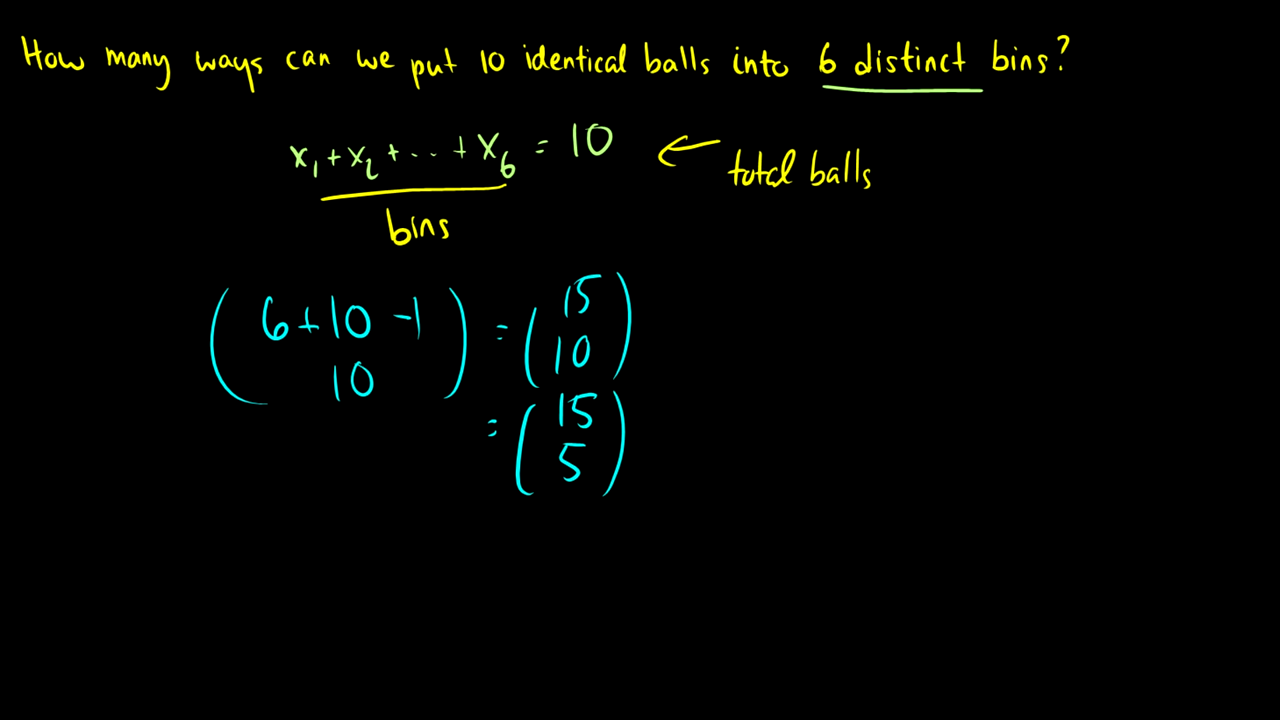 How many ways can we put 10 identical balls into 6 distinct bins?
x₁ + x₂ + ... + x₆ = 10 ← total balls
bins
(6+10-1 10) = (15 10)
= (15 5)